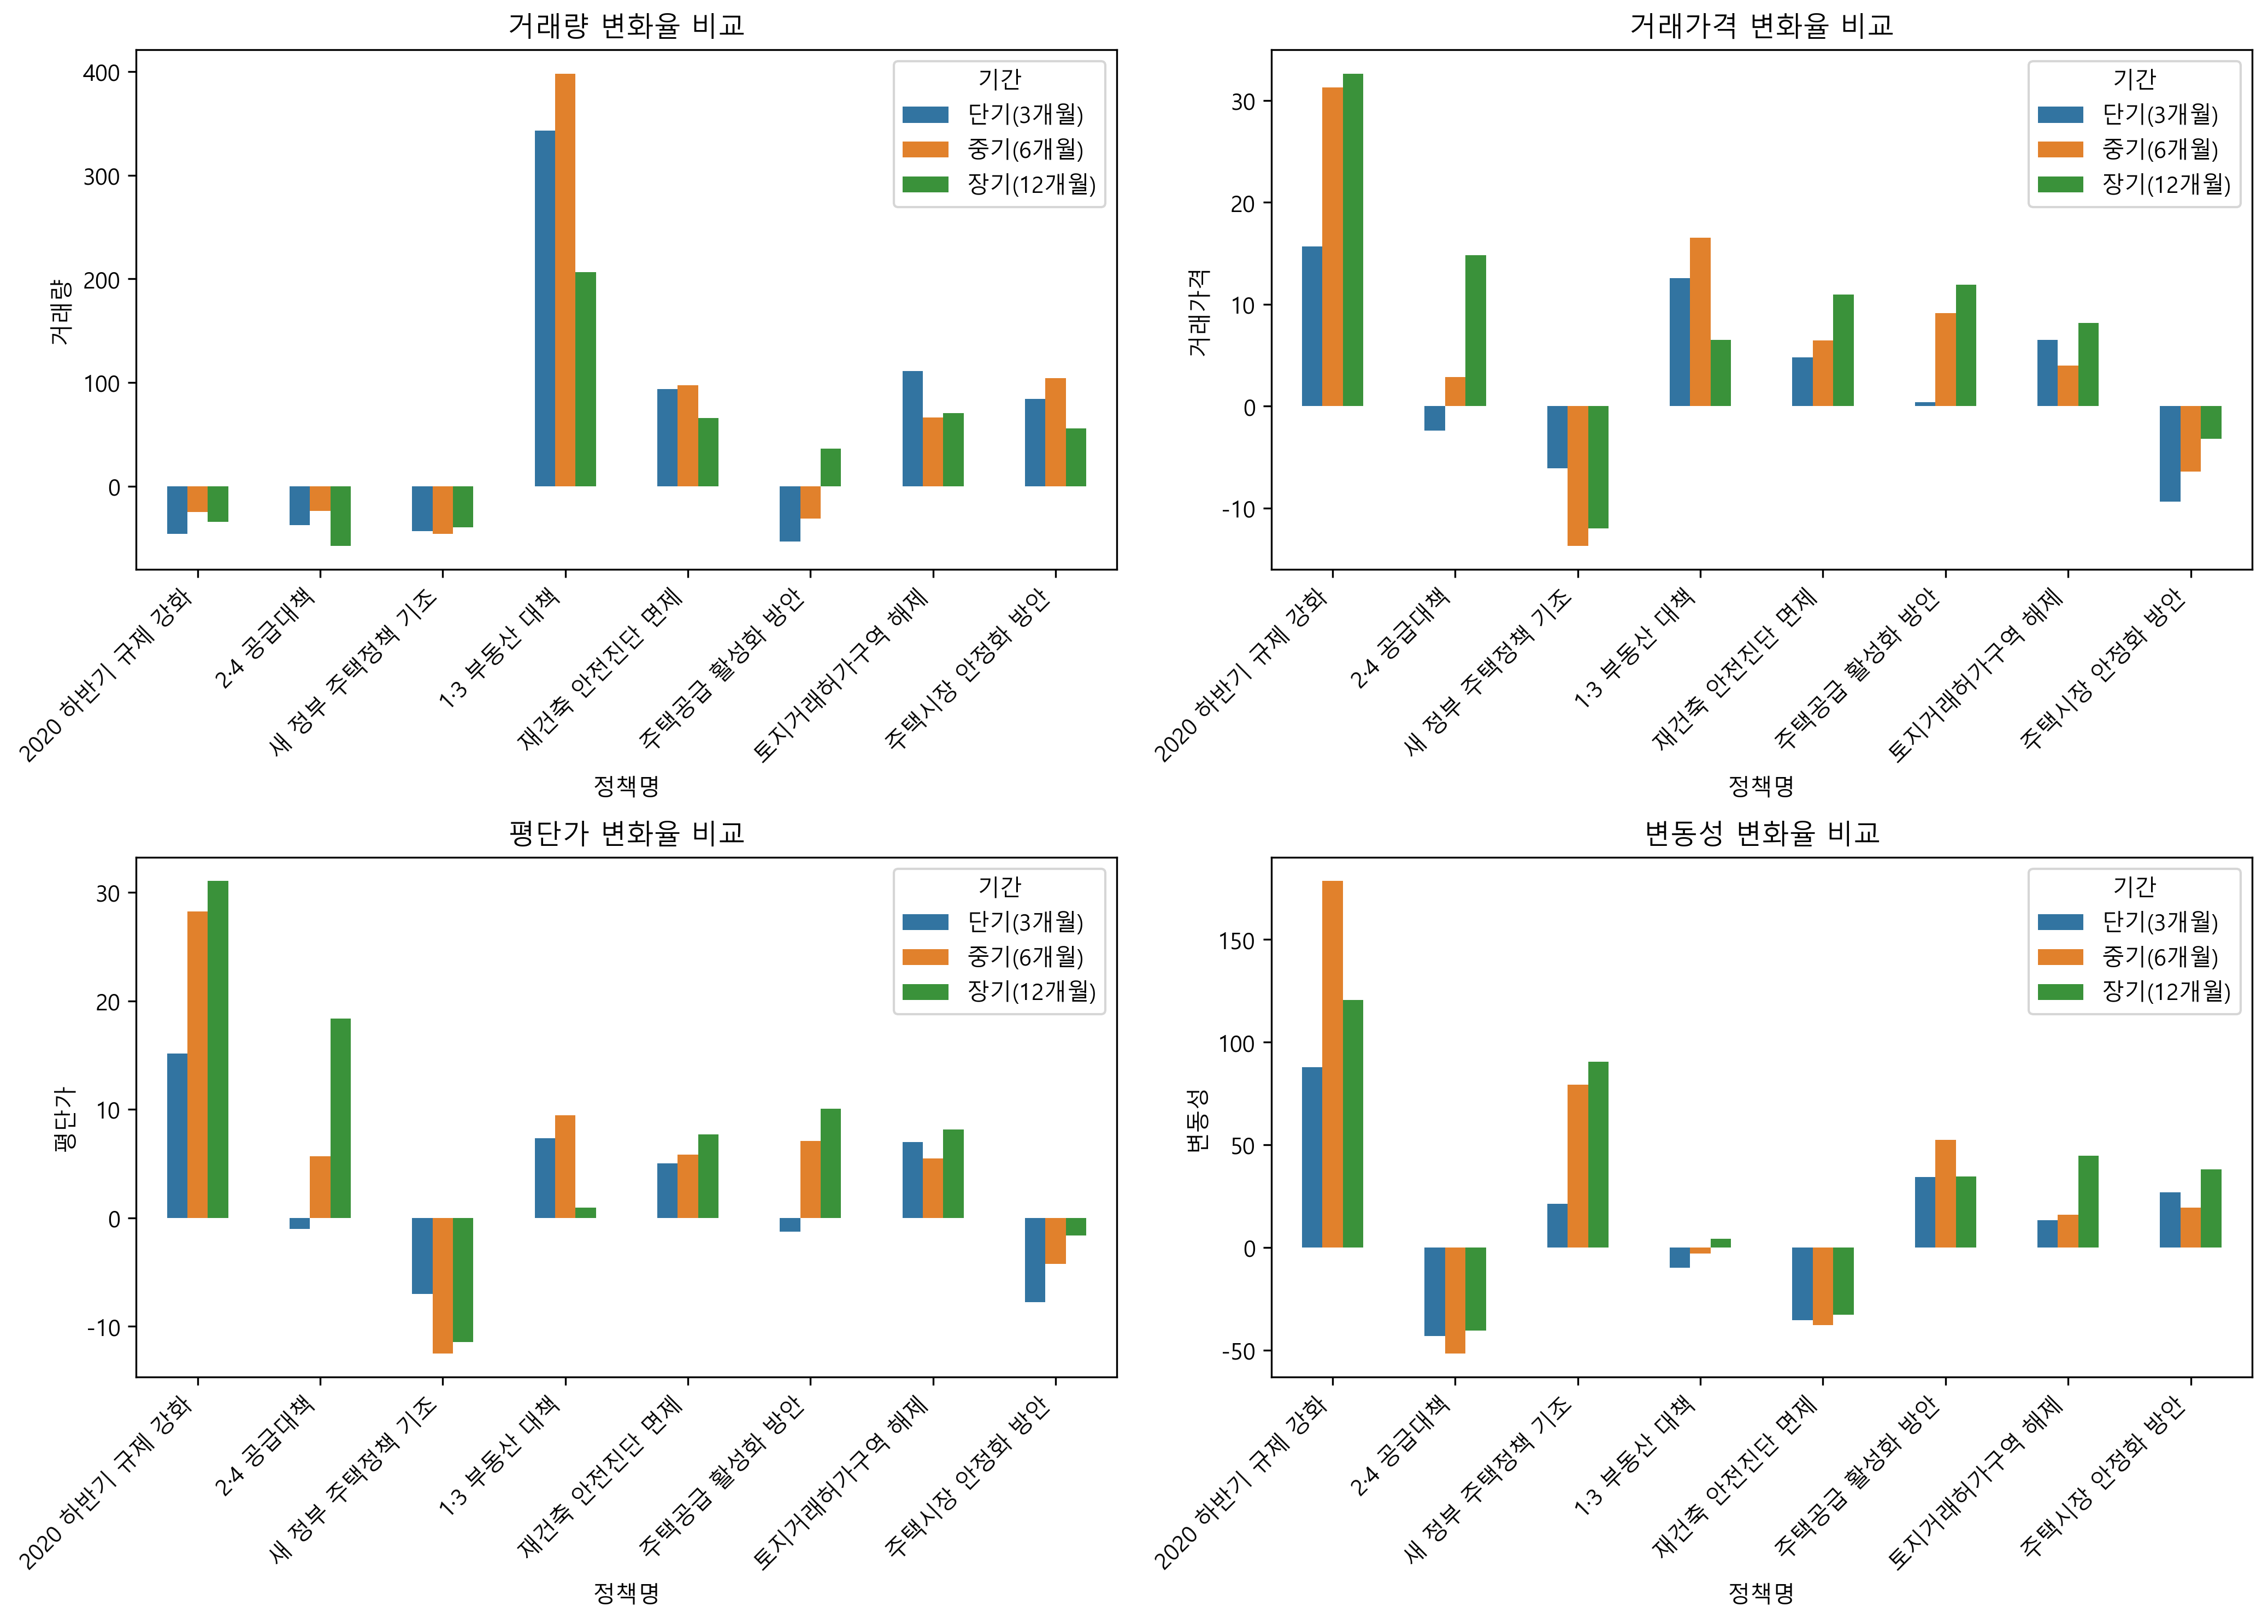 거래량 변화율 비교
거래량
400
300
200
100
0
기간
단기(3개월)
중기(6개월)
장기(12개월)
2020 하반기 규제 강화
2·4 공급대책
새 정부 주택정책 기조
1·3 부동산 대책
재건축 안전진단 면제
주택공급 활성화 방안
토지거래허가구역 해제
주택시장 안정화 방안
정책명
거래가격 변화율 비교
거래가격
30
20
10
0
-10
기간
단기(3개월)
중기(6개월)
장기(12개월)
2020 하반기 규제 강화
2·4 공급대책
새 정부 주택정책 기조
1·3 부동산 대책
재건축 안전진단 면제
주택공급 활성화 방안
토지거래허가구역 해제
주택시장 안정화 방안
정책명
평단가 변화율 비교
평단가
30
20
10
0
-10
기간
단기(3개월)
중기(6개월)
장기(12개월)
2020 하반기 규제 강화
2·4 공급대책
새 정부 주택정책 기조
1·3 부동산 대책
재건축 안전진단 면제
주택공급 활성화 방안
토지거래허가구역 해제
주택시장 안정화 방안
정책명
변동성 변화율 비교
변동성
150
100
50
0
-50
기간
단기(3개월)
중기(6개월)
장기(12개월)
2020 하반기 규제 강화
2·4 공급대책
새 정부 주택정책 기조
1·3 부동산 대책
재건축 안전진단 면제
주택공급 활성화 방안
토지거래허가구역 해제
주택시장 안정화 방안
정책명